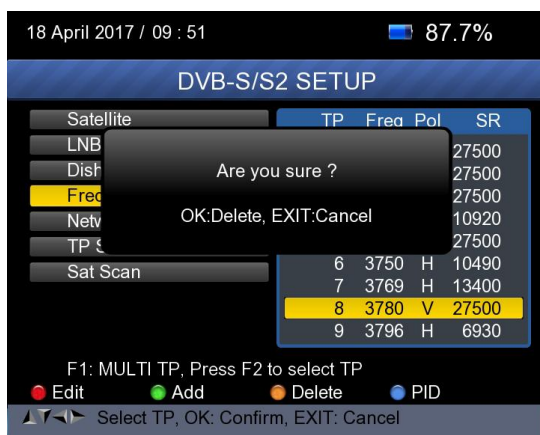 18 April 2017 / 09 : 51 87.7%
DVB-S/S2 SETUP
Satellite TP Freq Pol SR
LNB 27500
Are you sure ?
Dish 27500
Freq 27500
OK:Delete, EXIT:Cancel
Netw 10920
TP S 27500
Sat Scan 6 3750 H 10490
7 3769 H 13400
8 3780 V 27500
9 3796 H 6930
F1: MULTI TP, Press F2 to select TP
Edit Add Delete PID
Select TP, OK: Confirm, EXIT: Cancel